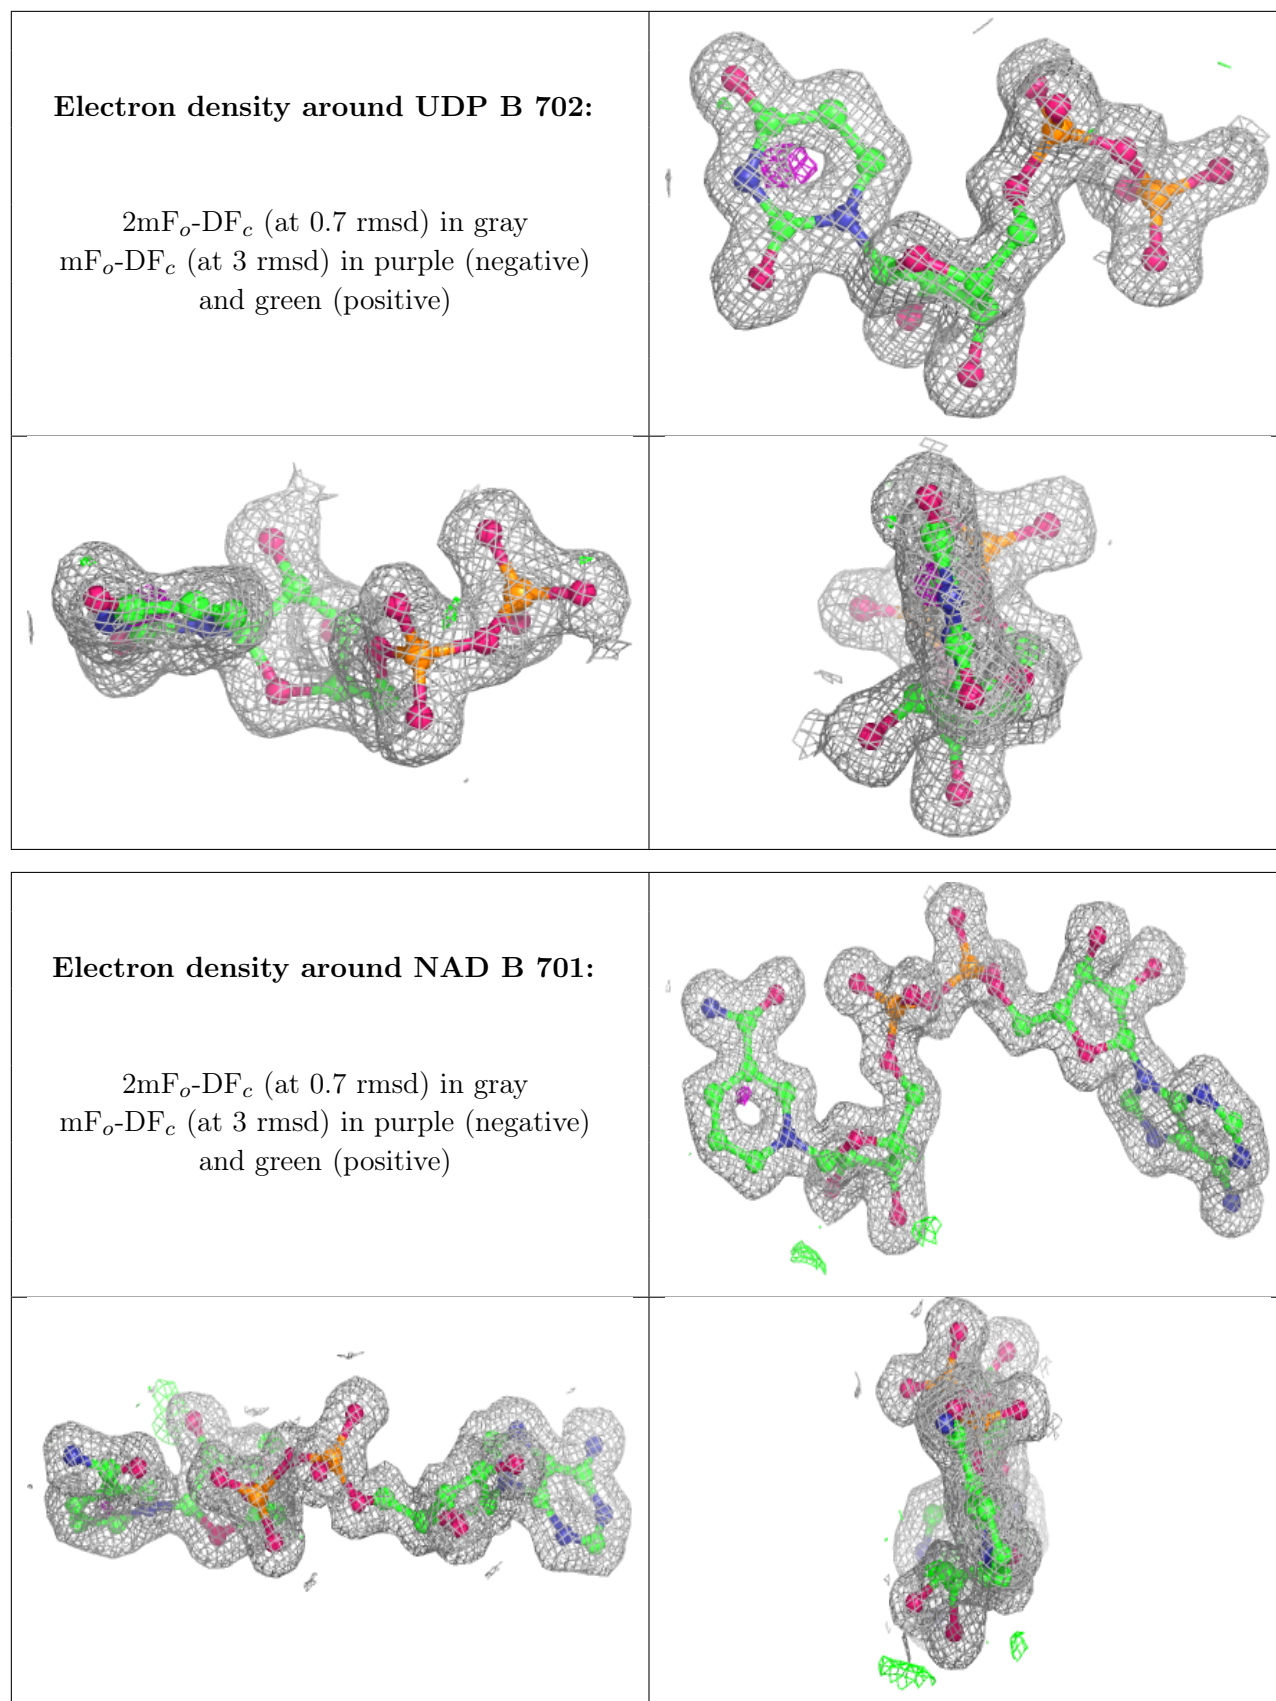 Electron density around UDP B 702:
2mFo-DFc (at 0.7 rmsd) in gray
mFo-DFc (at 3 rmsd) in purple (negative)
and green (positive)
Electron density around NAD B 701:
2mFo-DFc (at 0.7 rmsd) in gray
mFo-DFc (at 3 rmsd) in purple (negative)
and green (positive)